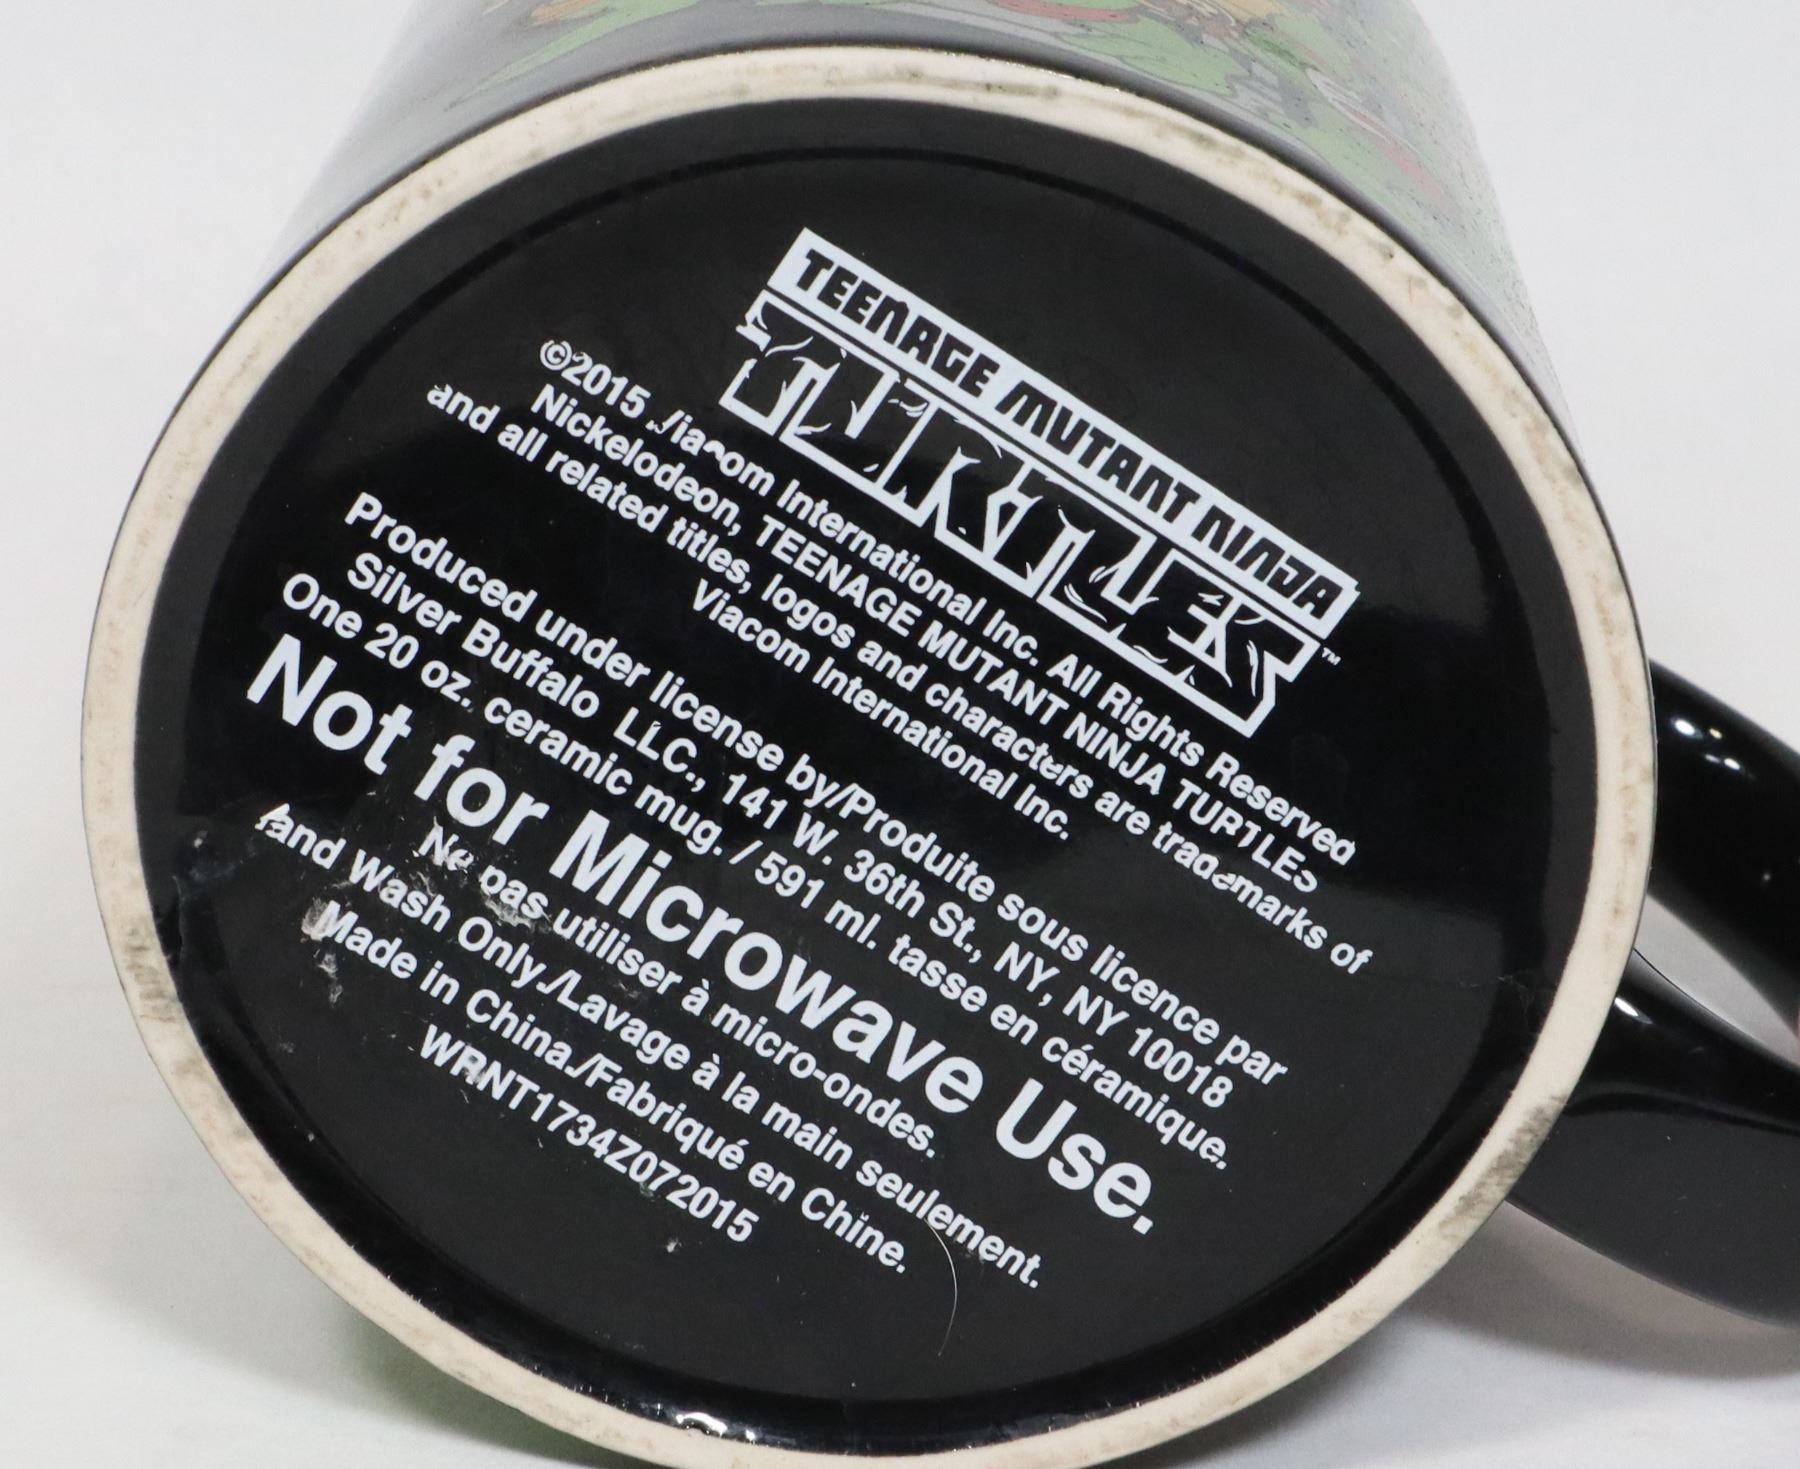 TEENAGE MUTANT NINJA
TURTLES™
©2015 Viacom International Inc. All Rights Reserved
Nickelodeon, TEENAGE MUTANT NINJA TURTLES
and all related titles, logos and characters are trademarks of
Viacom International Inc.
Produced under license by/Produite sous licence par
Silver Buffalo LLC., 141 W. 36th St., NY, NY 10018
One 20 oz. ceramic mug. / 591 ml. tasse en céramique.
Not for Microwave Use.
Ne pas utiliser à micro-ondes.
Hand Wash Only./Lavage à la main seulement.
Made in China./Fabriqué en Chine.
WRNT1734Z072015